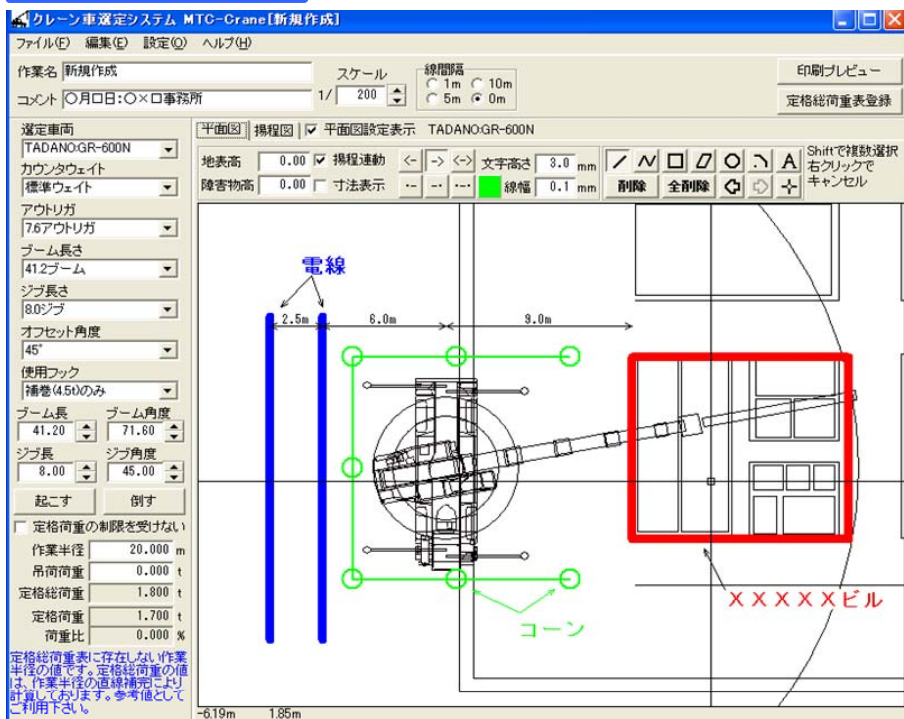 クレーン車選定システム MTC-Crane[新規作成]
ファイル(F) 編集(E) 設定(O) ヘルプ(H)
作業名 新規作成
コメント 〇月口日:〇×口事務所
スケール
1/ 200
線間隔
1m 10m
5m 0m
印刷プレビュー
定格総荷重表登録
選定車両
TADANO:GR-600N
カウンタウェイト
標準ウェイト
アウトリガ
7.6アウトリガ
ブーム長さ
41.2ブーム
ジブ長さ
8.0ジブ
オフセット角度
45°
使用フック
補巻(4.5t)のみ
ブーム長 ブーム角度
41.20 71.60
ジブ長 ジブ角度
8.00 45.00
起こす 倒す
定格荷重の制限を受けない
作業半径 20.000 m
吊荷荷重 0.000 t
定格総荷重 1.800 t
定格荷重 1.700 t
荷重比 0.000 %
定格総荷重表に存在しない作業
半径の値です。定格総荷重の値
は、作業半径の直線補完により
計算しております。参考値として
ご利用下さい。
平面図 揚程図 平面図設定表示 TADANO:GR-600N
地表高 0.00 揚程連動 <- -> <-> 文字高さ 3.0 mm
障害物高 0.00 寸法表示 線幅 0.1 mm
A
削除 全削除
Shiftで複数選択
右クリックで
キャンセル
電線
2.5m 6.0m 9.0m
コーン
×××××ビル
-6.19m 1.85m